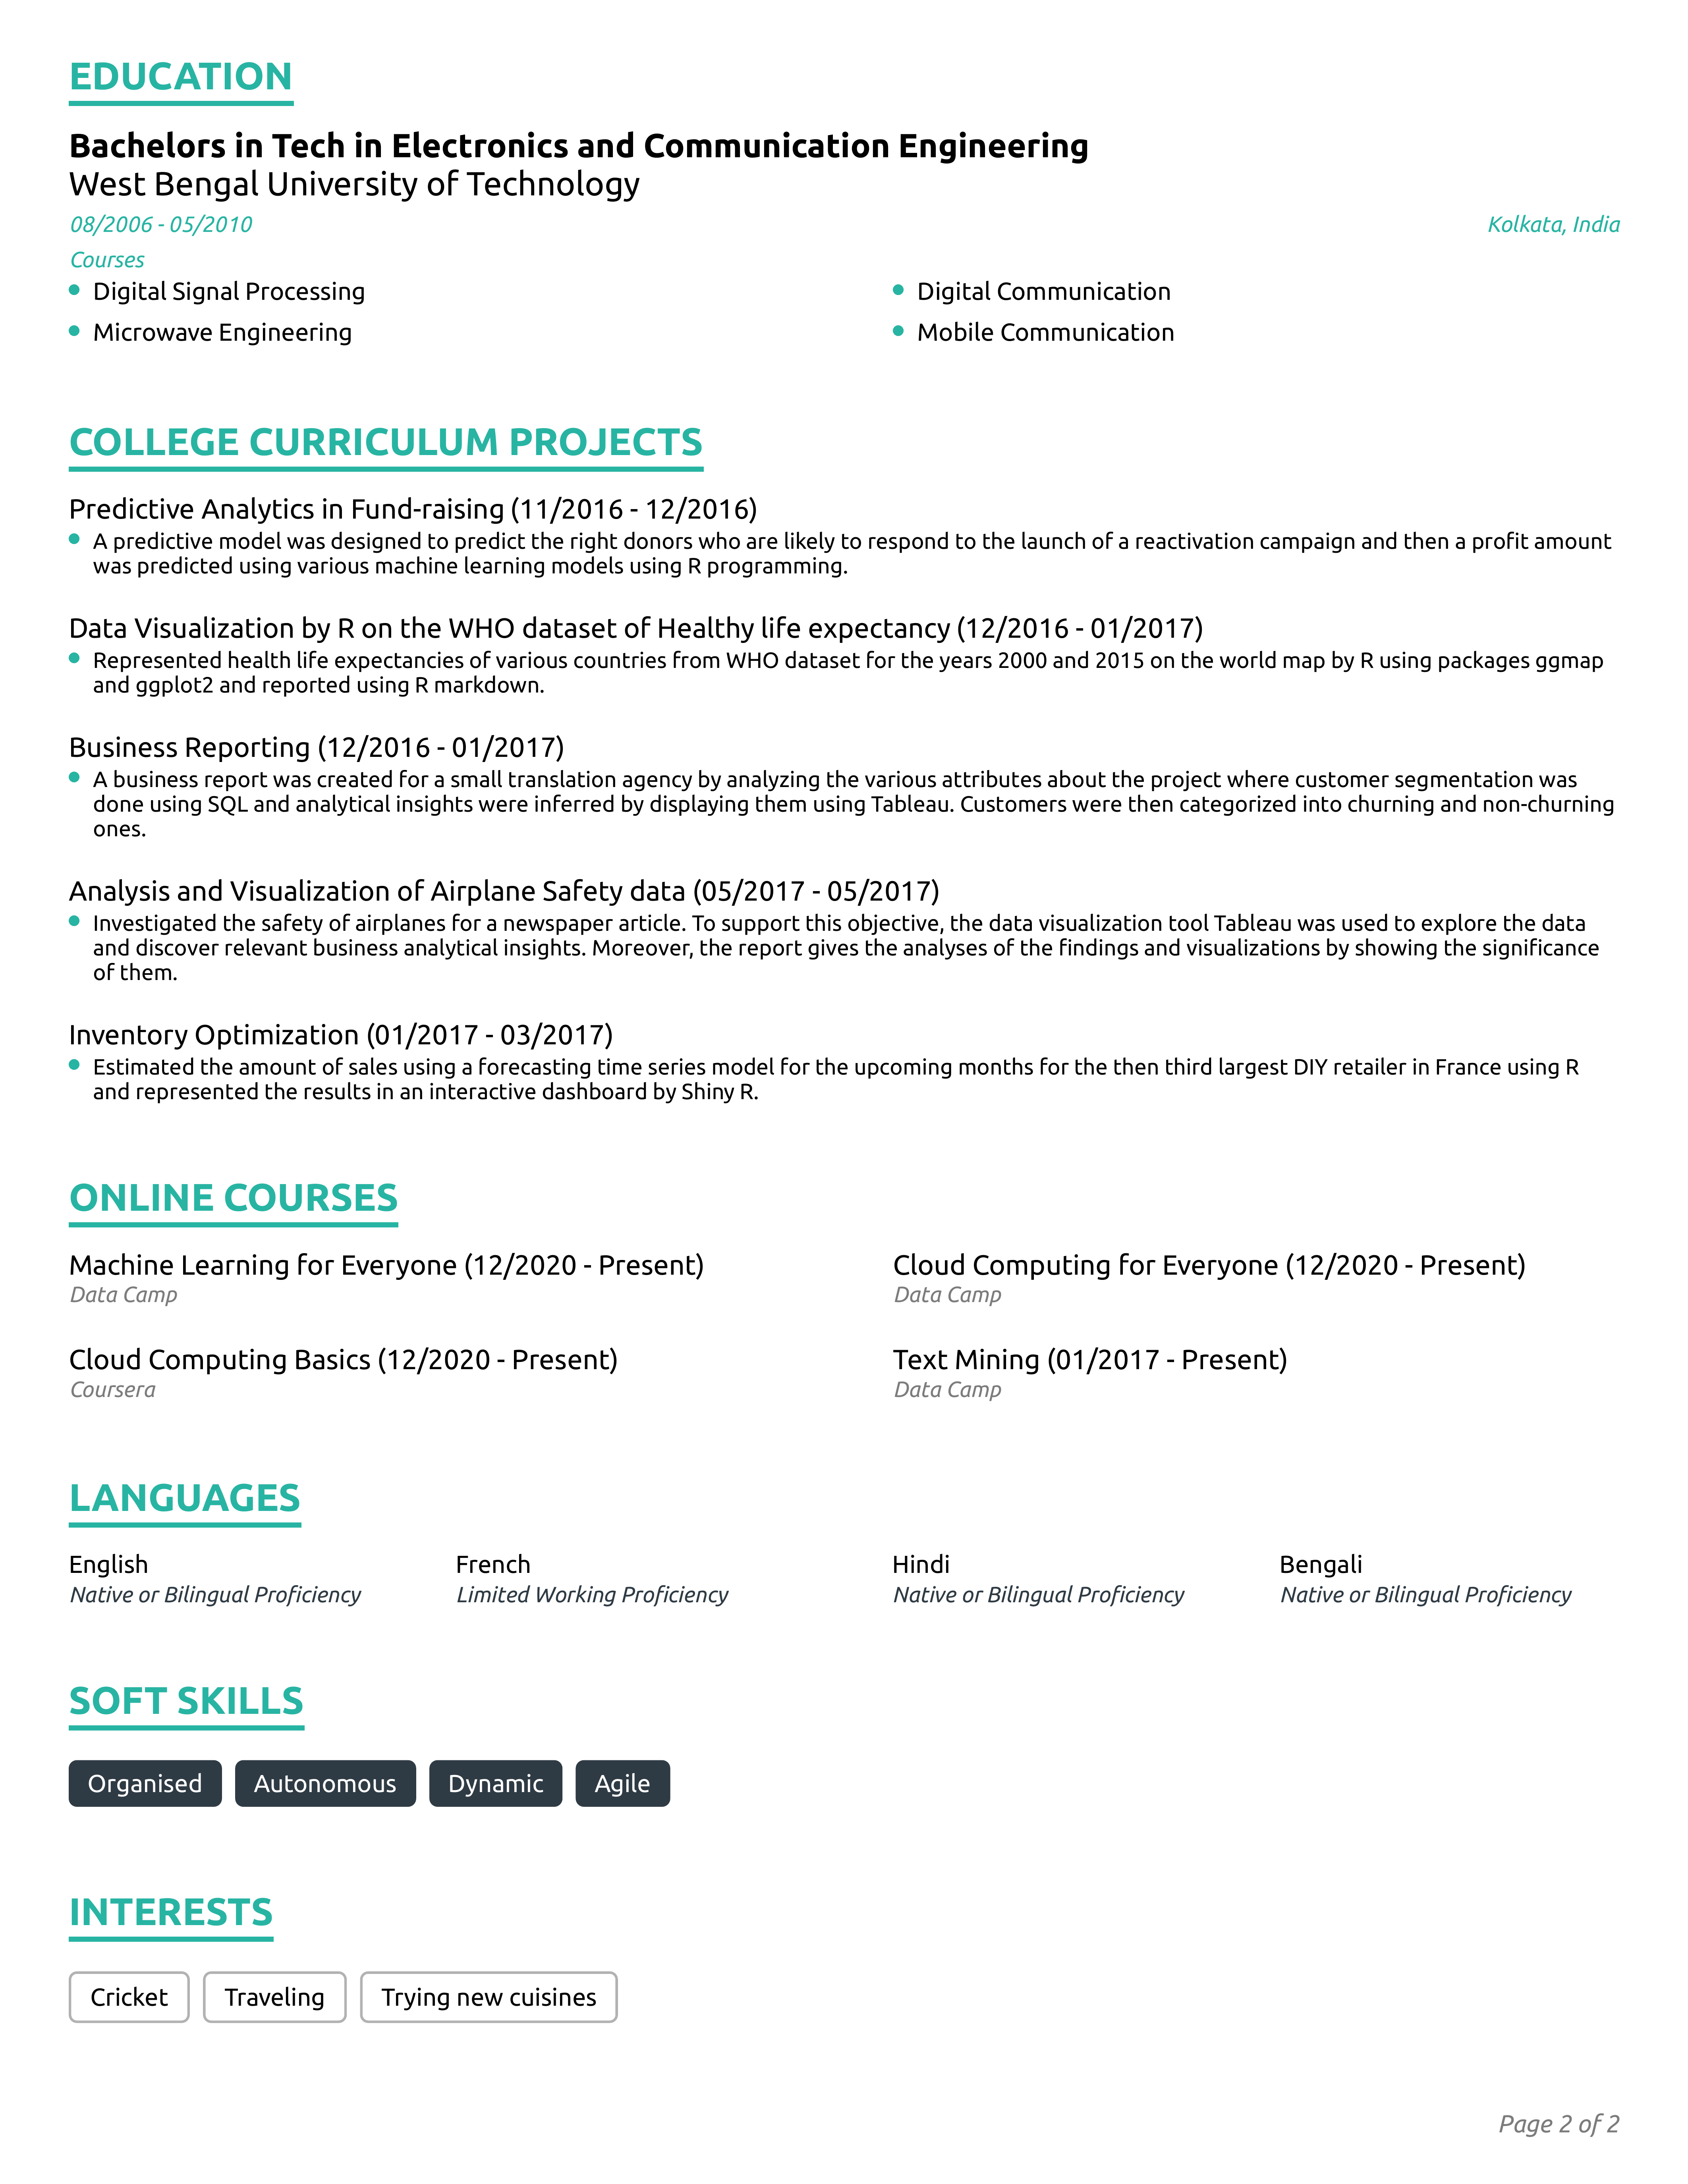 EDUCATION
Bachelors in Tech in Electronics and Communication Engineering
West Bengal University of Technology
08/2006 - 05/2010 Kolkata, India
Courses
Digital Signal Processing
Digital Communication
Microwave Engineering
Mobile Communication
COLLEGE CURRICULUM PROJECTS
Predictive Analytics in Fund-raising (11/2016 - 12/2016)
A predictive model was designed to predict the right donors who are likely to respond to the launch of a reactivation campaign and then a profit amount
was predicted using various machine learning models using R programming.
Data Visualization by R on the WHO dataset of Healthy life expectancy (12/2016 - 01/2017)
Represented health life expectancies of various countries from WHO dataset for the years 2000 and 2015 on the world map by R using packages ggmap
and ggplot2 and reported using R markdown.
Business Reporting (12/2016 - 01/2017)
A business report was created for a small translation agency by analyzing the various attributes about the project where customer segmentation was
done using SQL and analytical insights were inferred by displaying them using Tableau. Customers were then categorized into churning and non-churning
ones.
Analysis and Visualization of Airplane Safety data (05/2017 - 05/2017)
Investigated the safety of airplanes for a newspaper article. To support this objective, the data visualization tool Tableau was used to explore the data
and discover relevant business analytical insights. Moreover, the report gives the analyses of the findings and visualizations by showing the significance
of them.
Inventory Optimization (01/2017 - 03/2017)
Estimated the amount of sales using a forecasting time series model for the upcoming months for the then third largest DIY retailer in France using R
and represented the results in an interactive dashboard by Shiny R.
ONLINE COURSES
Machine Learning for Everyone (12/2020 - Present)
Data Camp
Cloud Computing for Everyone (12/2020 - Present)
Data Camp
Cloud Computing Basics (12/2020 - Present)
Coursera
Text Mining (01/2017 - Present)
Data Camp
LANGUAGES
English
Native or Bilingual Proficiency
French
Limited Working Proficiency
Hindi
Native or Bilingual Proficiency
Bengali
Native or Bilingual Proficiency
SOFT SKILLS
Organised Autonomous Dynamic Agile
INTERESTS
Cricket Traveling Trying new cuisines
Page 2 of 2